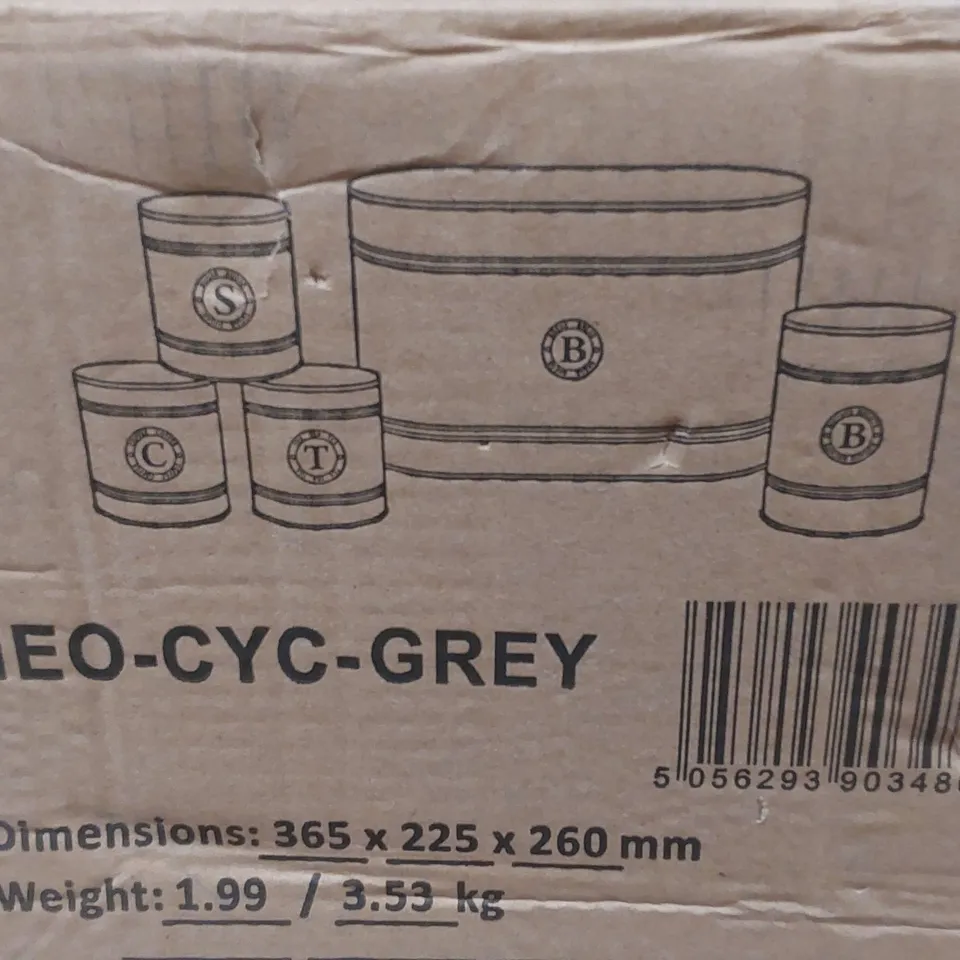 S
B
C
T
B
EO-CYC-GREY
5 056293 90348
Dimensions: 365 x 225 x 260 mm
Weight: 1.99 / 3.53 kg